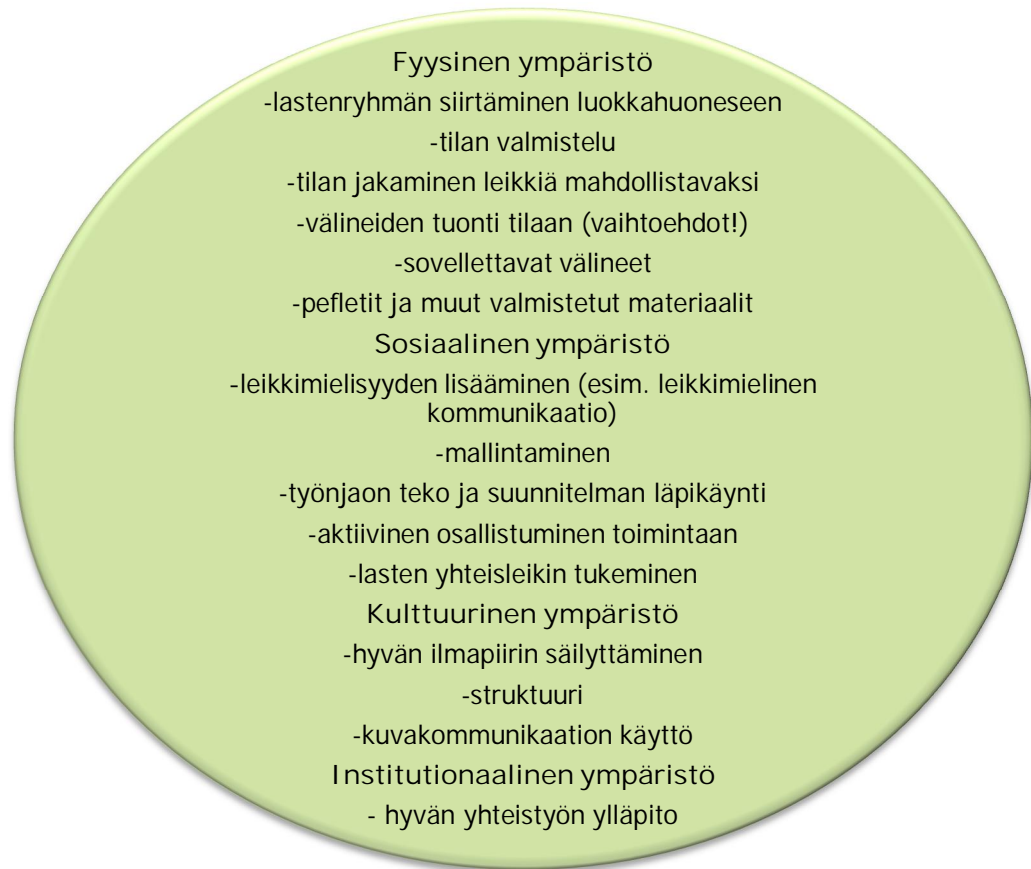 Fyysinen ympäristö
-lastenryhmän siirtäminen luokkahuoneseen
-tilan valmistelu
-tilan jakaminen leikkiä mahdollistavaksi
-välineiden tuonti tilaan (vaihtoehdot!)
-sovellettavat välineet
-pefletit ja muut valmistetut materiaalit
Sosiaalinen ympäristö
-leikkimielisyyden lisääminen (esim. leikkimielinen
kommunikaatio)
-mallintaminen
-työnjaon teko ja suunnitelman läpikäynti
-aktiivinen osallistuminen toimintaan
-lasten yhteisleikin tukeminen
Kulttuurinen ympäristö
-hyvän ilmapiirin säilyttäminen
-struktuuri
-kuvakommunikaation käyttö
Institutionaalinen ympäristö
- hyvän yhteistyön ylläpito